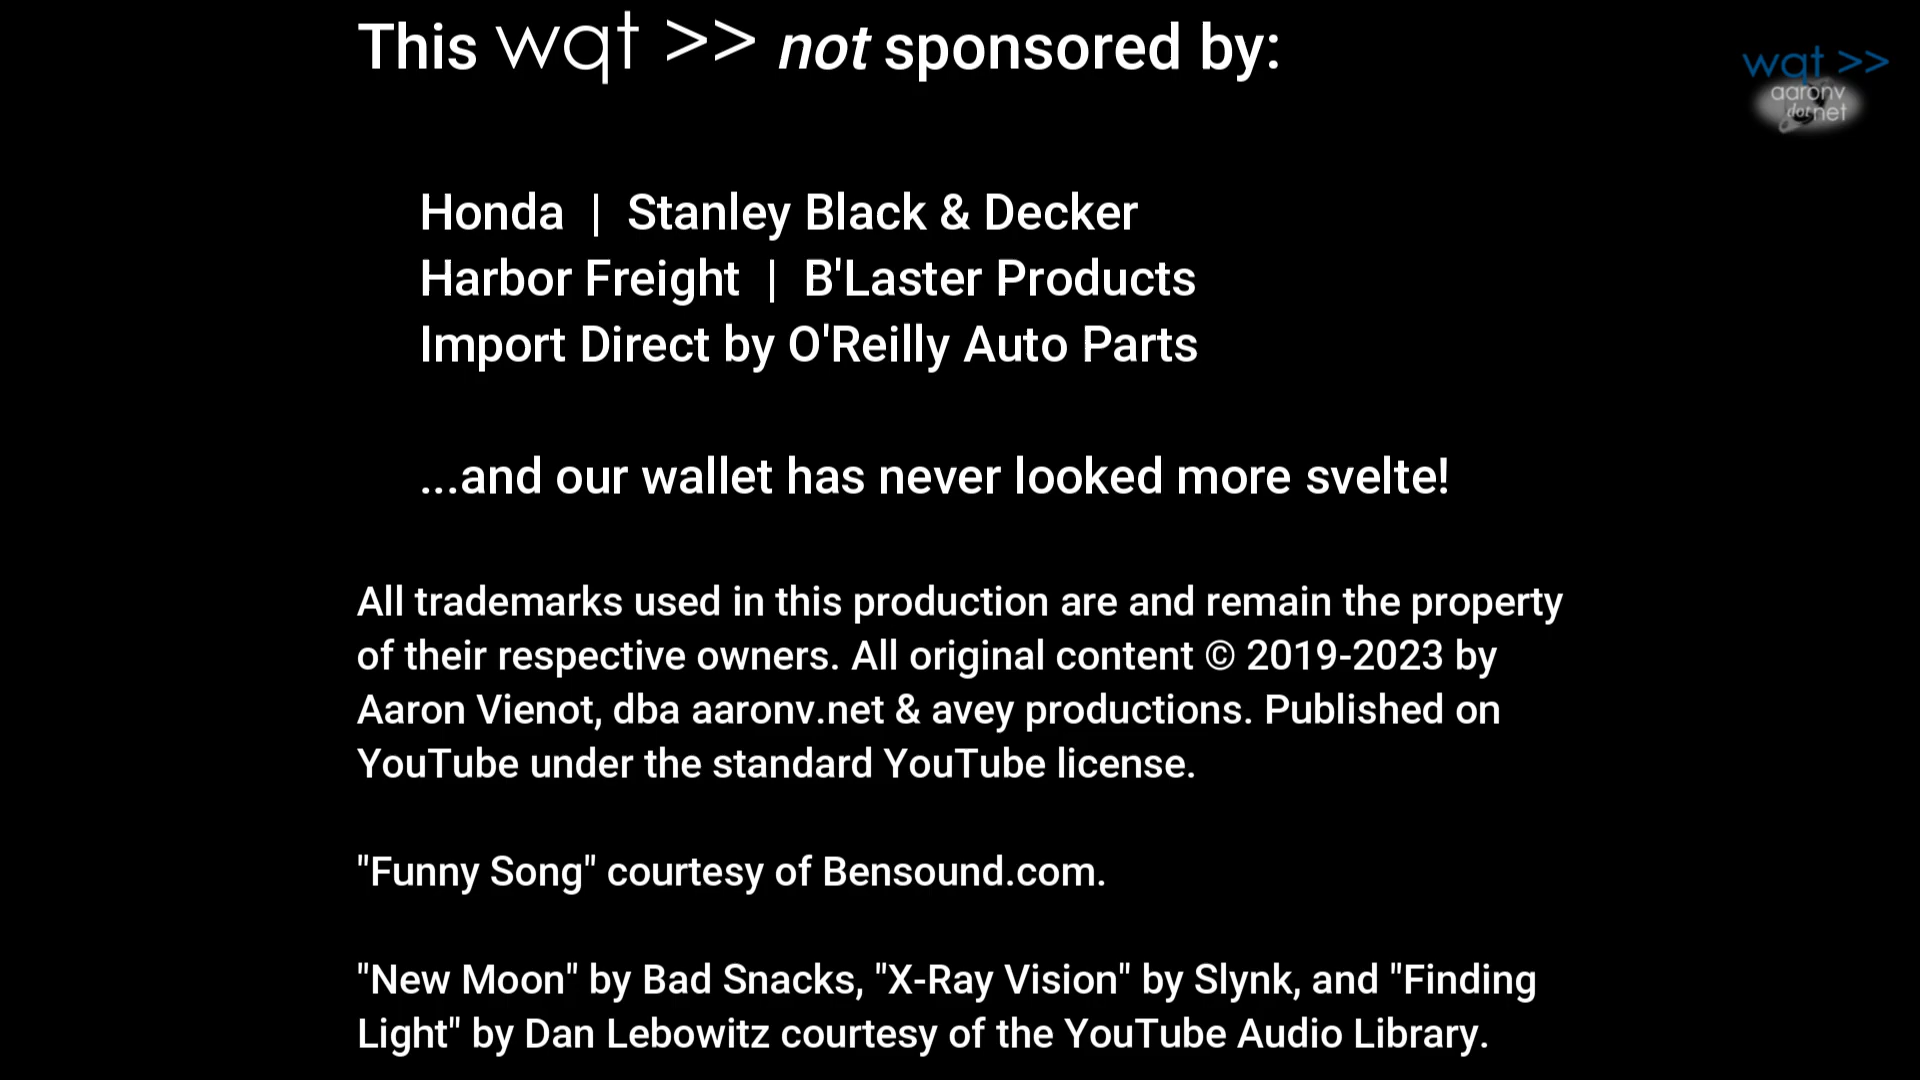 This wqt >> not sponsored by:
wqt >>
aaronv
dot net
Honda | Stanley Black & Decker
Harbor Freight | B'Laster Products
Import Direct by O'Reilly Auto Parts
...and our wallet has never looked more svelte!
All trademarks used in this production are and remain the property
of their respective owners. All original content © 2019-2023 by
Aaron Vienot, dba aaronv.net & avey productions. Published on
YouTube under the standard YouTube license.
"Funny Song" courtesy of Bensound.com.
"New Moon" by Bad Snacks, "X-Ray Vision" by Slynk, and "Finding
Light" by Dan Lebowitz courtesy of the YouTube Audio Library.